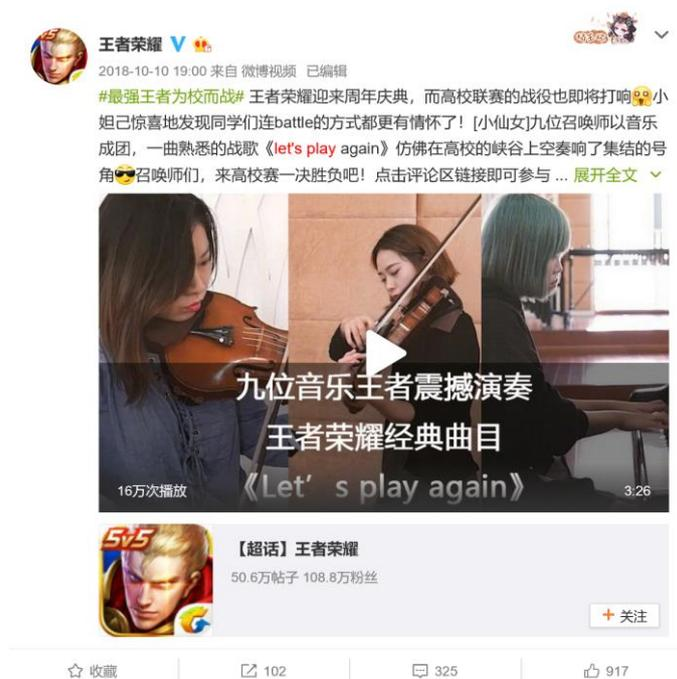 王者荣耀
2018-10-10 19:00 来自 微博视频 已编辑
#最强王者为校而战# 王者荣耀迎来周年庆典，而高校联赛的战役也即将打响小
妲己惊喜地发现同学们连battle的方式都更有情怀了！[小仙女]九位召唤师以音乐
成团，一曲熟悉的战歌《let's play again》仿佛在高校的峡谷上空奏响了集结的号
角召唤师们，来高校赛一决胜负吧！点击评论区链接即可参与 ... 展开全文
九位音乐王者震撼演奏
王者荣耀经典曲目
《Let’s play again》
16万次播放
3:26
5v5
【超话】王者荣耀
50.6万帖子 108.8万粉丝
+ 关注
收藏
102
325
917